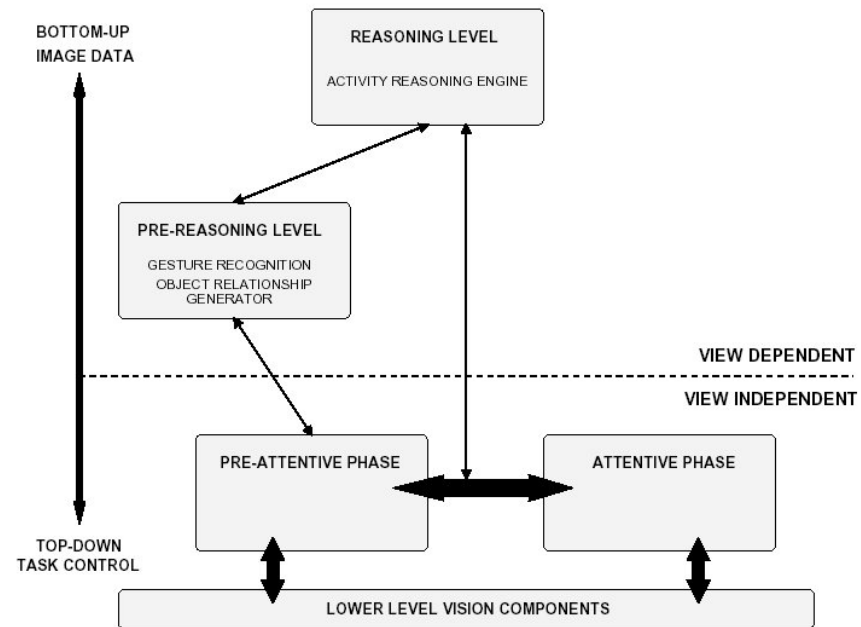 BOTTOM-UP
IMAGE DATA
REASONING LEVEL
ACTIVITY REASONING ENGINE
PRE-REASONING LEVEL
GESTURE RECOGNITION
OBJECT RELATIONSHIP
GENERATOR
VIEW DEPENDENT
VIEW INDEPENDENT
PRE-ATTENTIVE PHASE
ATTENTIVE PHASE
TOP-DOWN
TASK CONTROL
LOWER LEVEL VISION COMPONENTS